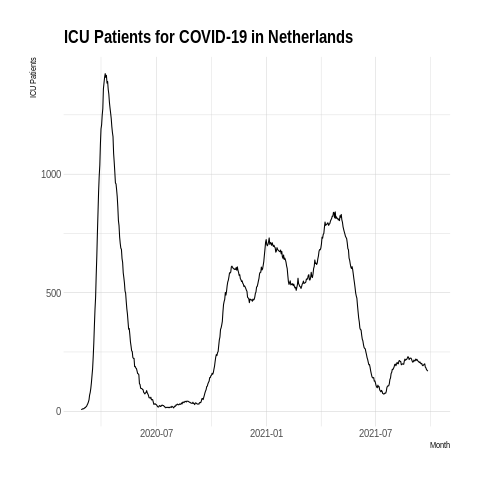 ICU Patients for COVID-19 in Netherlands
ICU Patients
1000
500
0
2020-07
2021-01
2021-07
Month